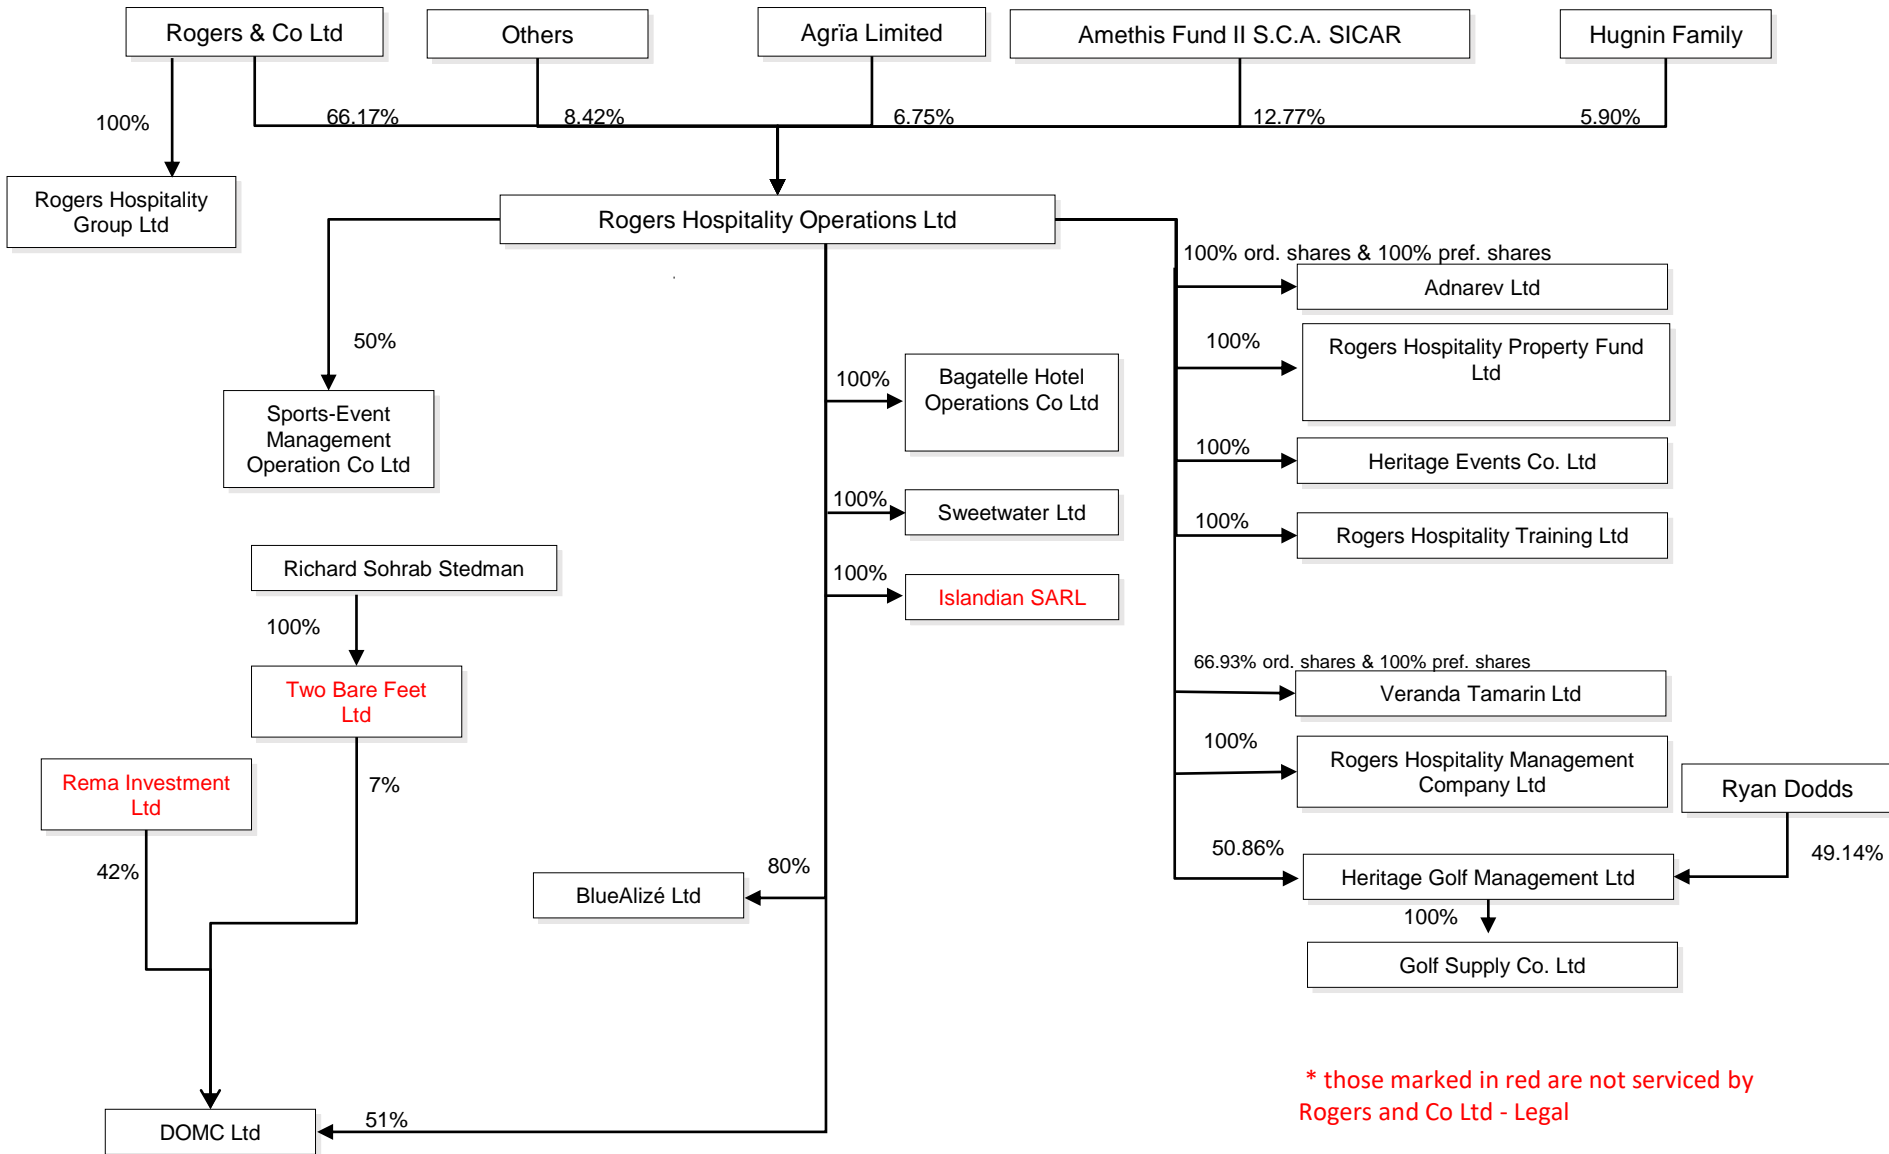 Rogers & Co Ltd
Others
Agrïa Limited
Amethis Fund II S.C.A. SICAR
Hugnin Family
100%
66.17%
8.42%
6.75%
12.77%
5.90%
Rogers Hospitality
Group Ltd
Rogers Hospitality Operations Ltd
100% ord. shares & 100% pref. shares
Adnarev Ltd
50%
100%
Rogers Hospitality Property Fund
Ltd
100%
Bagatelle Hotel
Operations Co Ltd
Sports-Event
Management
Operation Co Ltd
100%
Heritage Events Co. Ltd
100%
Sweetwater Ltd
100%
Rogers Hospitality Training Ltd
Richard Sohrab Stedman
100%
Islandian SARL
100%
Two Bare Feet
Ltd
66.93% ord. shares & 100% pref. shares
Veranda Tamarin Ltd
Rema Investment
Ltd
7%
100%
Rogers Hospitality Management
Company Ltd
Ryan Dodds
42%
80%
BlueAlizé Ltd
50.86%
Heritage Golf Management Ltd
49.14%
100%
Golf Supply Co. Ltd
* those marked in red are not serviced by
Rogers and Co Ltd - Legal
DOMC Ltd
51%